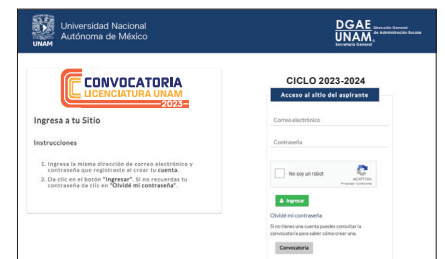 Universidad Nacional
Autónoma de México
UNAM
DGAE Dirección General
de Administración Escolar
UNAM
Secretaría General
CONVOCATORIA
LICENCIATURA UNAM
2023
Ingresa a tu Sitio
Instrucciones
1. Ingresa la misma dirección de correo electrónico y
contraseña que registraste al crear tu cuenta.
2. Da clic en el botón "Ingresar". Si no recuerdas tu
contraseña da clic en "Olvidé mi contraseña".
CICLO 2023-2024
Acceso al sitio del aspirante
Correo electrónico
Contraseña
No soy un robot
reCAPTCHA
Privacidad - Condiciones
Ingresar
Olvidé mi contraseña
Si no tienes una cuenta puedes consultar la
convocatoria para saber cómo crear una.
Convocatoria